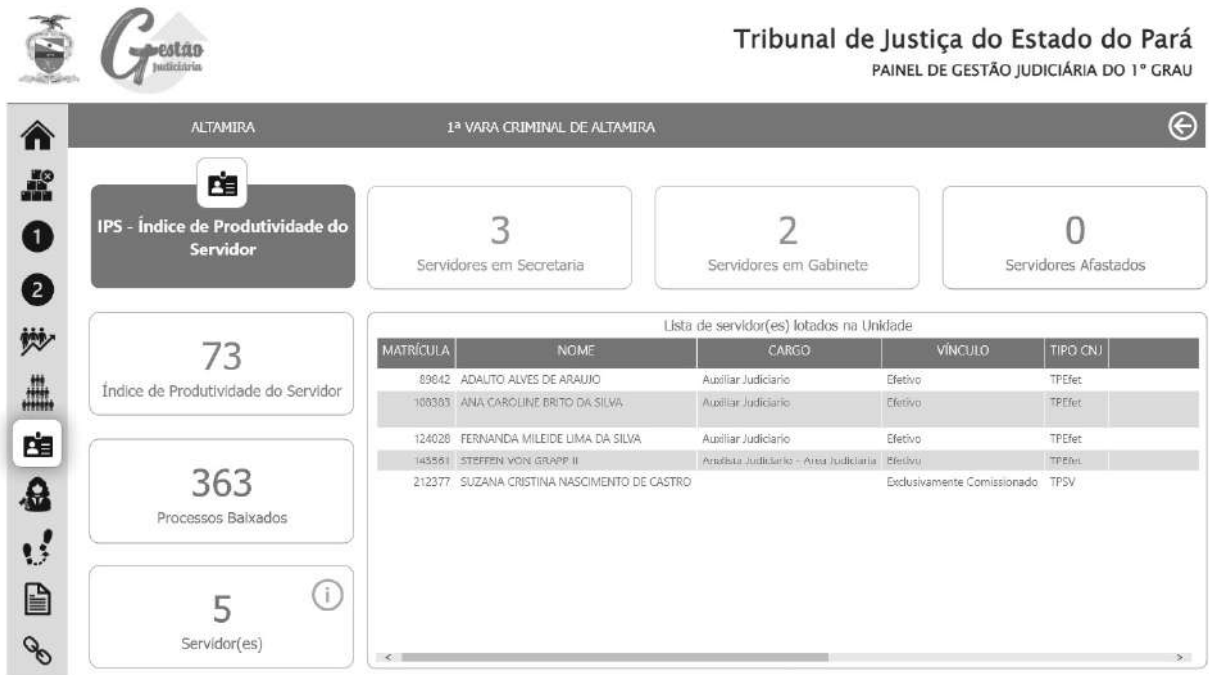 Gestão
Judiciária
Tribunal de Justiça do Estado do Pará
PAINEL DE GESTÃO JUDICIÁRIA DO 1º GRAU
ALTAMIRA
1ª VARA CRIMINAL DE ALTAMIRA
IPS - Índice de Produtividade do
Servidor
3
Servidores em Secretaria
2
Servidores em Gabinete
0
Servidores Afastados
1
2
73
Índice de Produtividade do Servidor
363
Processos Baixados
5
Servidor(es)
i
Lista de servidor(es) lotados na Unidade
MATRÍCULA NOME CARGO VÍNCULO TIPO CNJ
89842 ADAUTO ALVES DE ARAUJO Auxiliar Judiciario Efetivo TPEfet
108383 ANA CAROLINE BRITO DA SILVA Auxiliar Judiciario Efetivo TPEfet
124028 FERNANDA MILEIDE LIMA DA SILVA Auxiliar Judiciario Efetivo TPEfet
145561 STEFFEN VON GRAPP II Analista Judiciario - Area Judiciaria Efetivo TPEfet
212377 SUZANA CRISTINA NASCIMENTO DE CASTRO Exclusivamente Comissionado TPSV